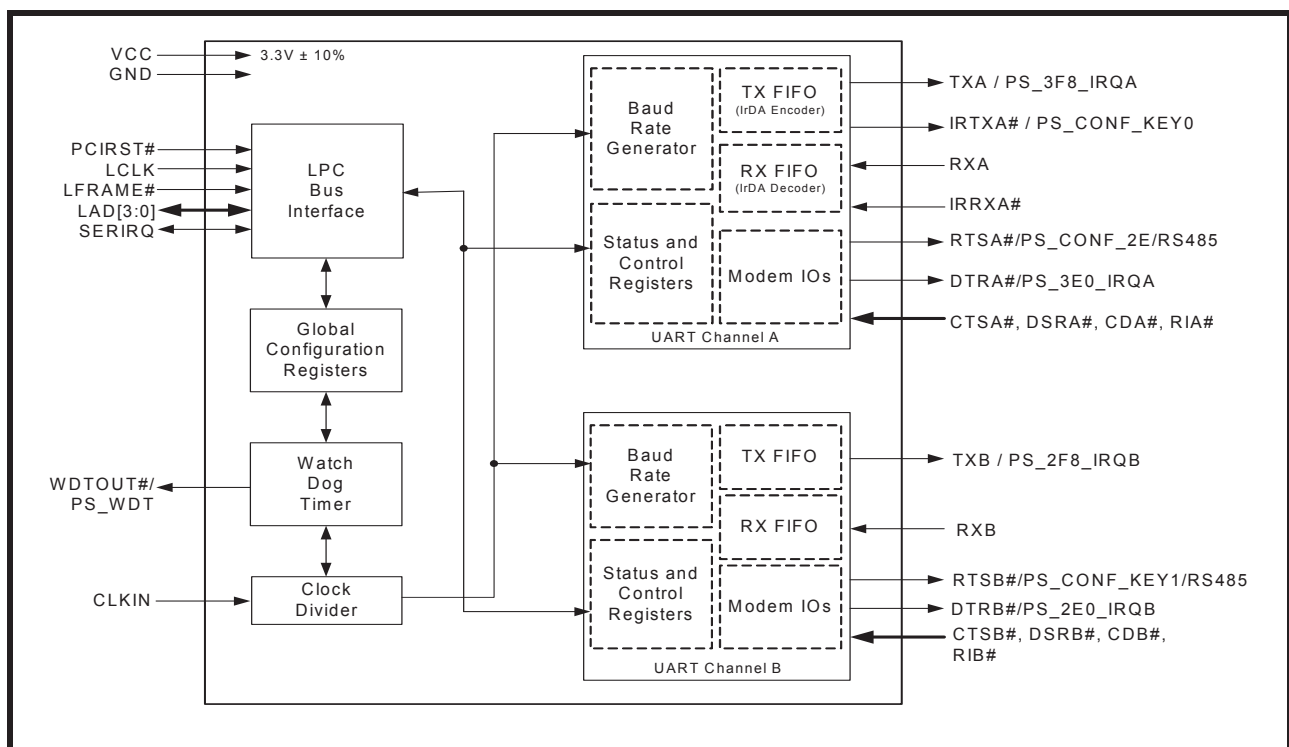 VCC
GND
3.3V ± 10%
PCIRST#
LCLK
LFRAME#
LAD[3:0]
SERIRQ
LPC
Bus
Interface
Global
Configuration
Registers
WDTOUT#/
PS_WDT
Watch
Dog
Timer
CLKIN
Clock
Divider
Baud
Rate
Generator
TX FIFO
(IrDA Encoder)
RX FIFO
(IrDA Decoder)
Status and
Control
Registers
Modem IOs
UART Channel A
TXA / PS_3F8_IRQA
IRTXA# / PS_CONF_KEY0
RXA
IRRXA#
RTSA#/PS_CONF_2E/RS485
DTRA#/PS_3E0_IRQA
CTSA#, DSRA#, CDA#, RIA#
Baud
Rate
Generator
TX FIFO
RX FIFO
Status and
Control
Registers
Modem IOs
UART Channel B
TXB / PS_2F8_IRQB
RXB
RTSB#/PS_CONF_KEY1/RS485
DTRB#/PS_2E0_IRQB
CTSB#, DSRB#, CDB#,
RIB#